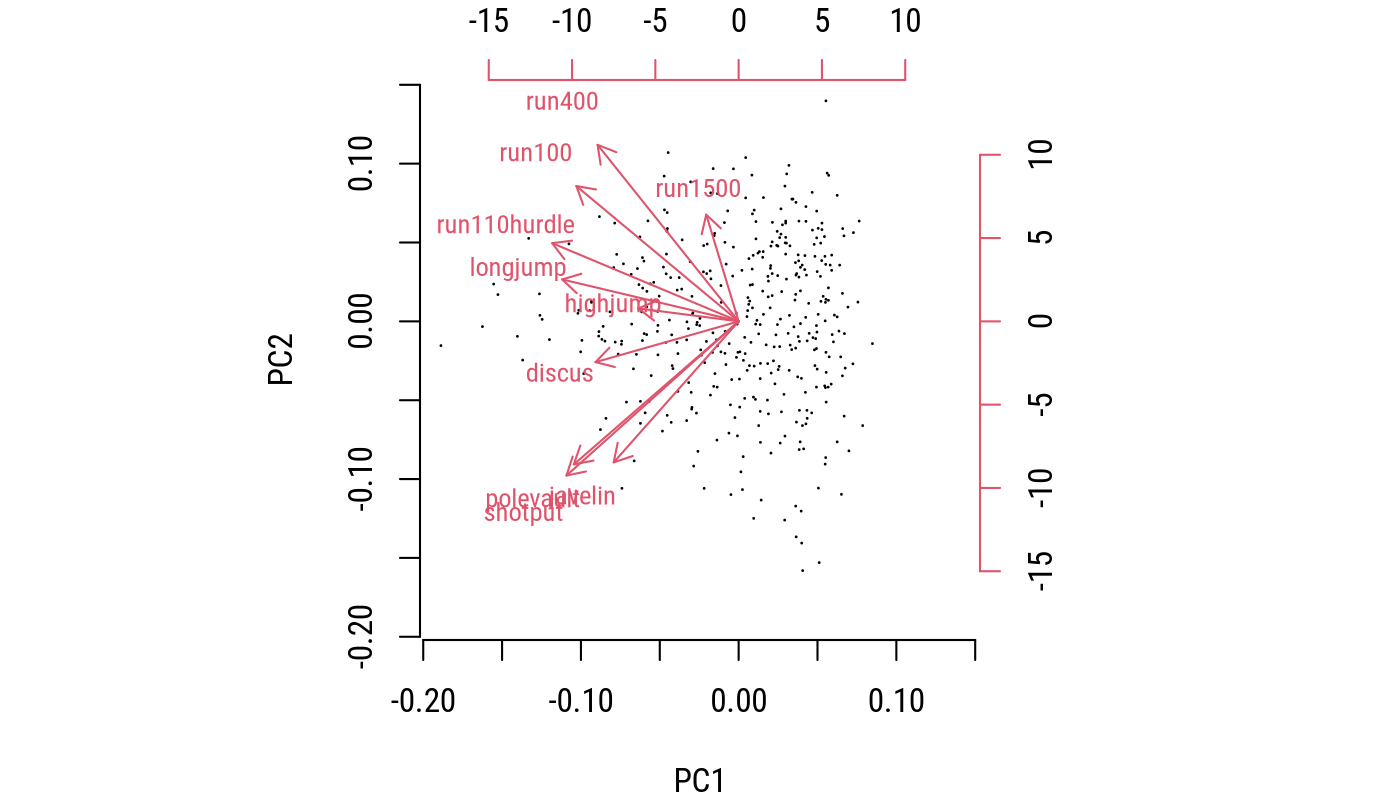 -15 -10 -5 0 5 10
run400
run100
run1500
run110hurdle
longjump
highjump
discus
polevault
javelin
shotput
0.10
0.00
-0.10
-0.20
PC2
10
5
0
-5
-10
-15
-0.20 -0.10 0.00 0.10
PC1